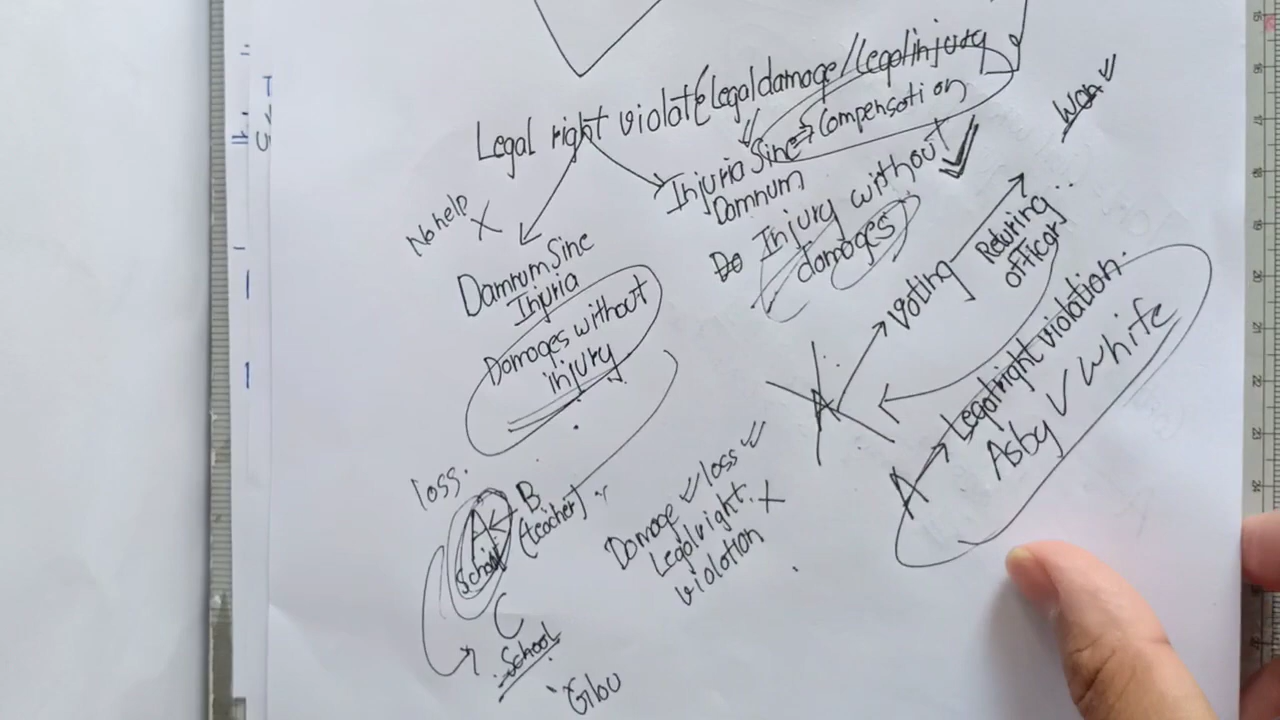 Legal right violate (legal damage / legal injury
Injuria Sine → Compensation
Damnum
Do Injury without
damages
Won
No help X
Damnum Sine
Injuria
Damages without
injury
A → Voting → Returing
officer
A → Legal right violation.
Asby V White
loss.
A B
School (teacher)
C
School
Damage loss
Legal right X
violation